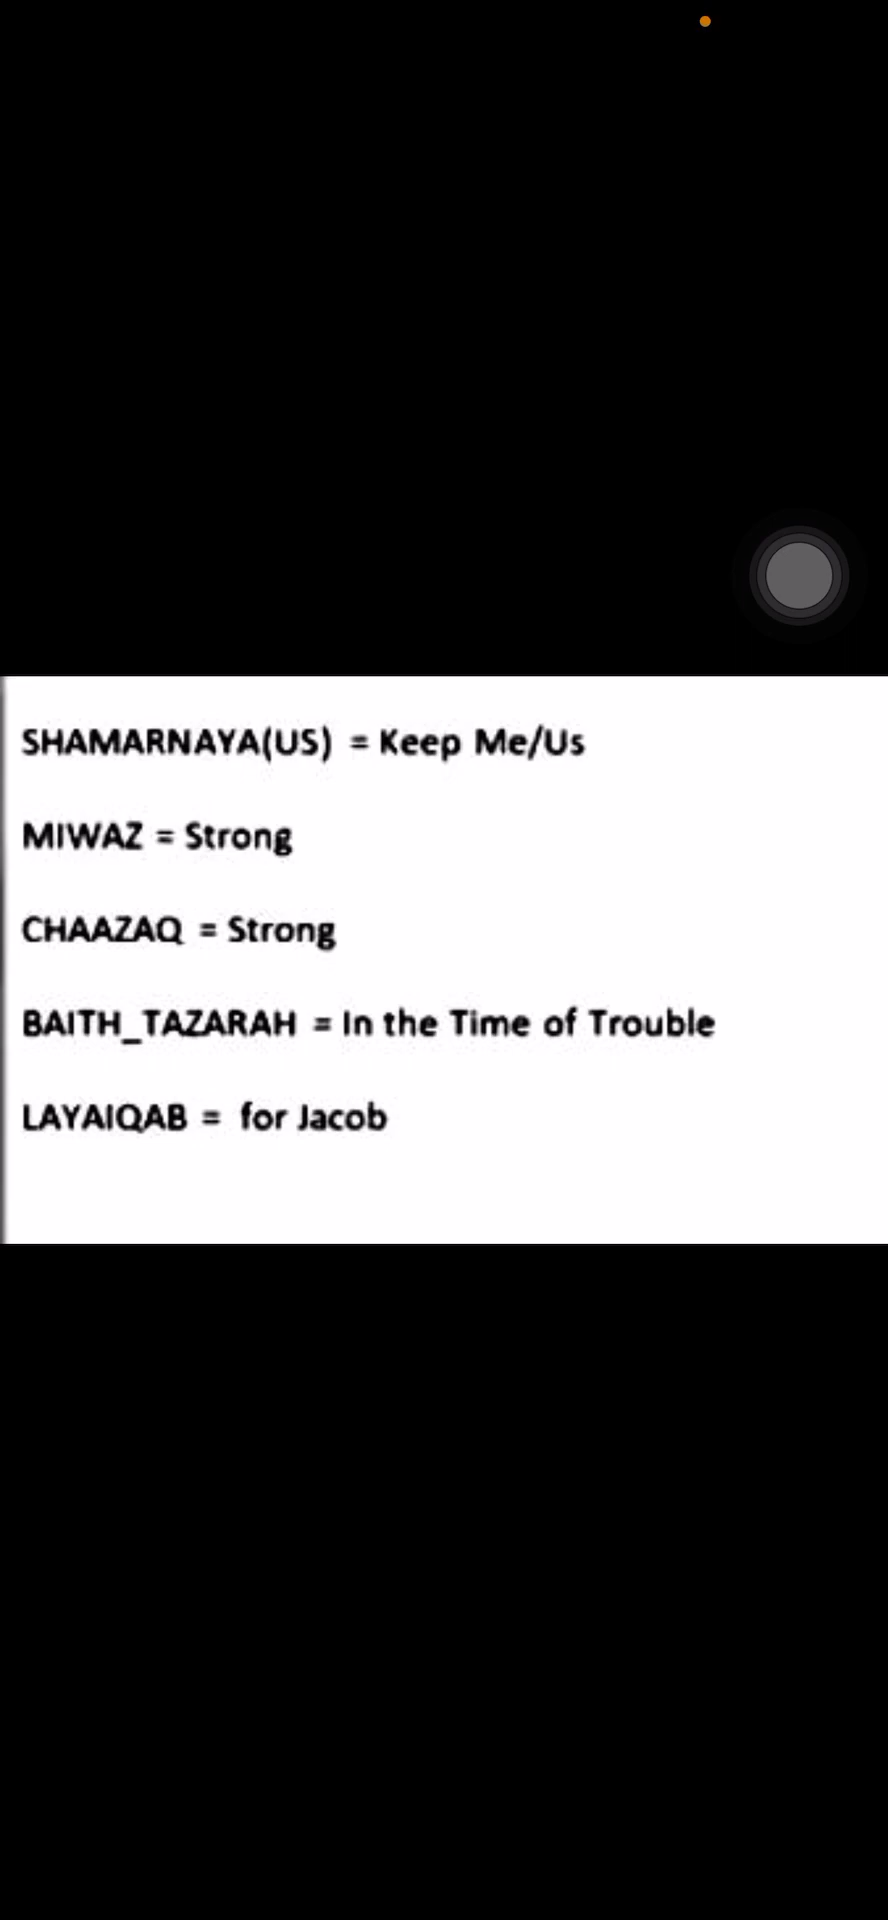 SHAMARNAYA(US) = Keep Me/Us
MIWAZ = Strong
CHAAZAQ = Strong
BAITH_TAZARAH = In the Time of Trouble
LAYAIQAB = for Jacob